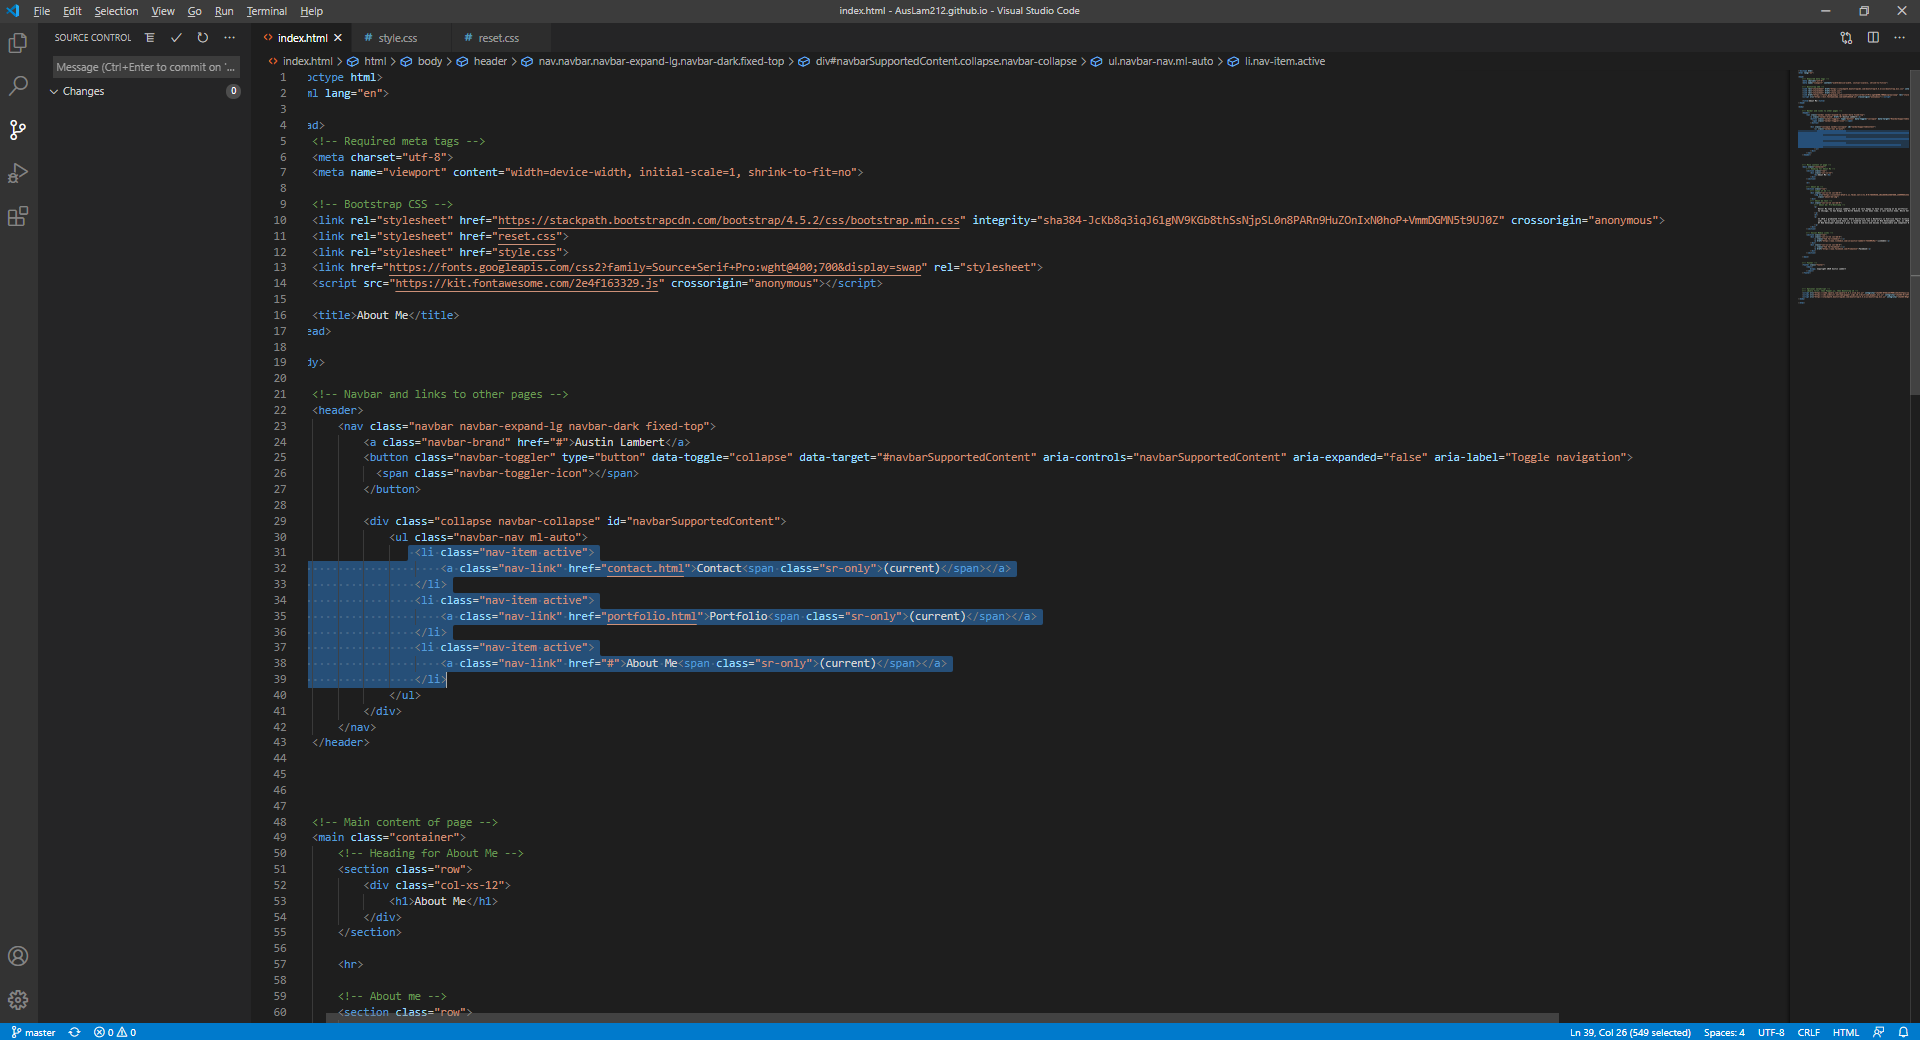 File Edit Selection View Go Run Terminal Help
index.html - AusLam212.github.io - Visual Studio Code
SOURCE CONTROL
Message (Ctrl+Enter to commit on '...
Changes 0
index.html style.css reset.css
index.html > html > body > header > nav.navbar.navbar-expand-lg.navbar-dark.fixed-top > div#navbarSupportedContent.collapse.navbar-collapse > ul.navbar-nav.ml-auto > li.nav-item.active
1 octype html>
2 ml lang="en">
3
4 ad>
5 <!-- Required meta tags -->
6 <meta charset="utf-8">
7 <meta name="viewport" content="width=device-width, initial-scale=1, shrink-to-fit=no">
8
9 <!-- Bootstrap CSS -->
10 <link rel="stylesheet" href="https://stackpath.bootstrapcdn.com/bootstrap/4.5.2/css/bootstrap.min.css" integrity="sha384-JcKb8q3iqJ61gNV9KGb8thSsNjpSL0n8PARn9HuZOnIxN0hoP+VmmDGMN5t9UJ0Z" crossorigin="anonymous">
11 <link rel="stylesheet" href="reset.css">
12 <link rel="stylesheet" href="style.css">
13 <link href="https://fonts.googleapis.com/css2?family=Source+Serif+Pro:wght@400;700&display=swap" rel="stylesheet">
14 <script src="https://kit.fontawesome.com/2e4f163329.js" crossorigin="anonymous"></script>
15
16 <title>About Me</title>
17 ead>
18
19 dy>
20
21 <!-- Navbar and links to other pages -->
22 <header>
23 <nav class="navbar navbar-expand-lg navbar-dark fixed-top">
24 <a class="navbar-brand" href="#">Austin Lambert</a>
25 <button class="navbar-toggler" type="button" data-toggle="collapse" data-target="#navbarSupportedContent" aria-controls="navbarSupportedContent" aria-expanded="false" aria-label="Toggle navigation">
26 <span class="navbar-toggler-icon"></span>
27 </button>
28
29 <div class="collapse navbar-collapse" id="navbarSupportedContent">
30 <ul class="navbar-nav ml-auto">
31 <li class="nav-item active">
32 <a class="nav-link" href="contact.html">Contact<span class="sr-only">(current)</span></a>
33 </li>
34 <li class="nav-item active">
35 <a class="nav-link" href="portfolio.html">Portfolio<span class="sr-only">(current)</span></a>
36 </li>
37 <li class="nav-item active">
38 <a class="nav-link" href="#">About Me<span class="sr-only">(current)</span></a>
39 </li>
40 </ul>
41 </div>
42 </nav>
43 </header>
44
45
46
47
48 <!-- Main content of page -->
49 <main class="container">
50 <!-- Heading for About Me -->
51 <section class="row">
52 <div class="col-xs-12">
53 <h1>About Me</h1>
54 </div>
55 </section>
56
57 <hr>
58
59 <!-- About me -->
60 <section class="row">
master 0 0
Ln 39, Col 26 (549 selected) Spaces: 4 UTF-8 CRLF HTML